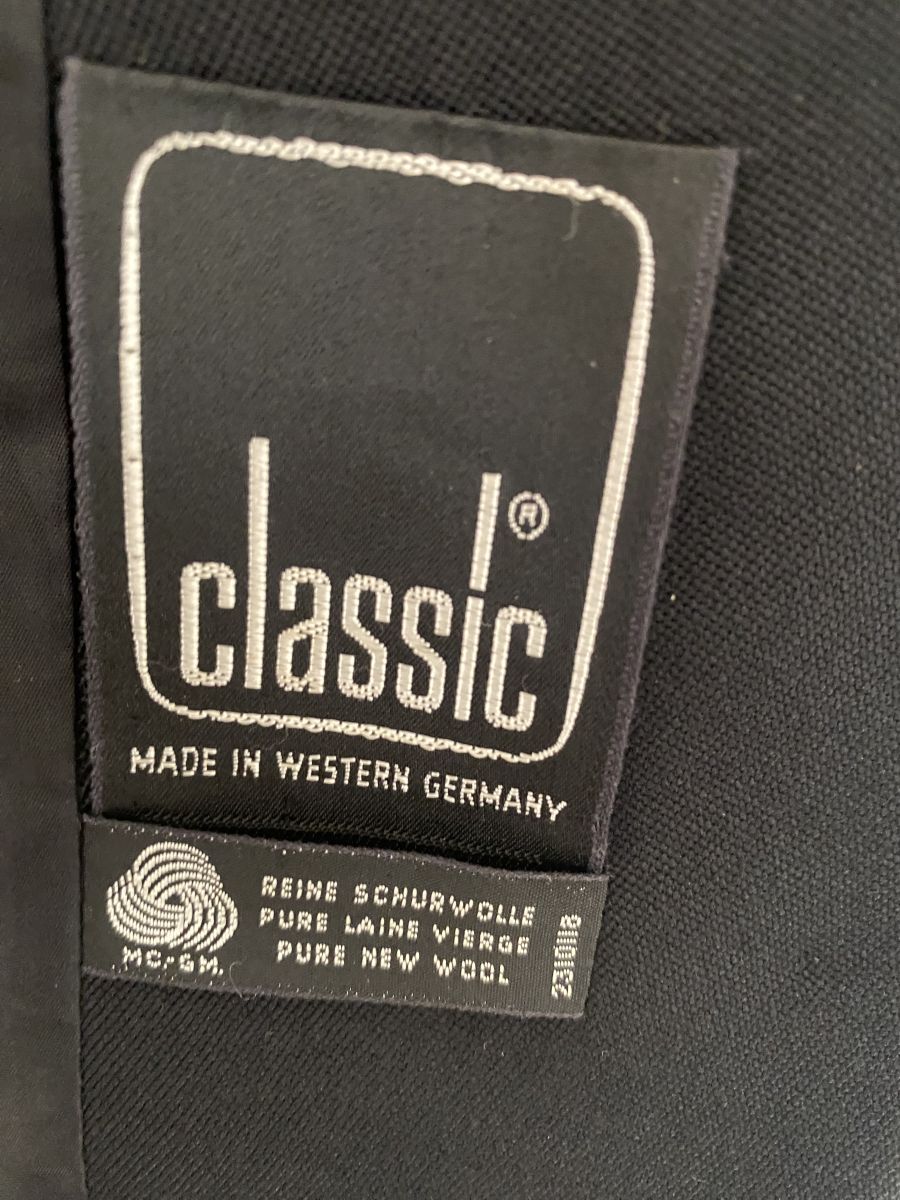 classic®
MADE IN WESTERN GERMANY
REINE SCHURWOLLE
PURE LAINE VIERGE
PURE NEW WOOL
MC-GM.